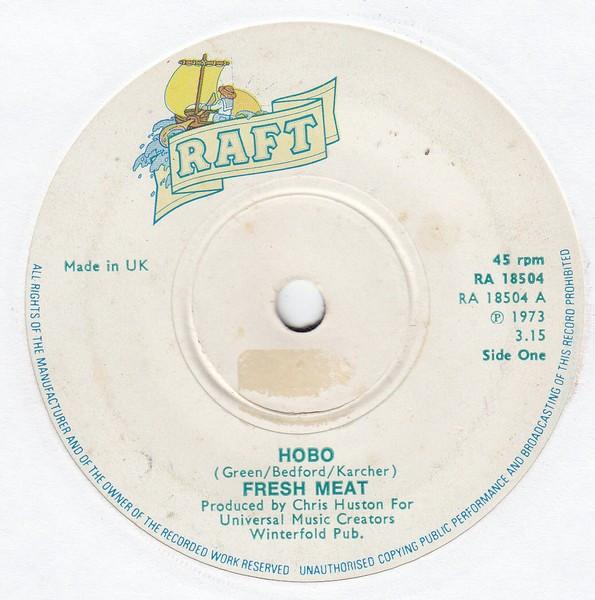 RAFT
Made in UK
45 rpm
RA 18504
RA 18504 A
Ⓟ 1973
3.15
Side One
HOBO
(Green/Bedford/Karcher)
FRESH MEAT
Produced by Chris Huston For
Universal Music Creators
Winterfold Pub.
ALL RIGHTS OF THE MANUFACTURER AND OF THE OWNER OF THE RECORDED WORK RESERVED UNAUTHORISED COPYING PUBLIC PERFORMANCE AND BROADCASTING OF THIS RECORD PROHIBITED